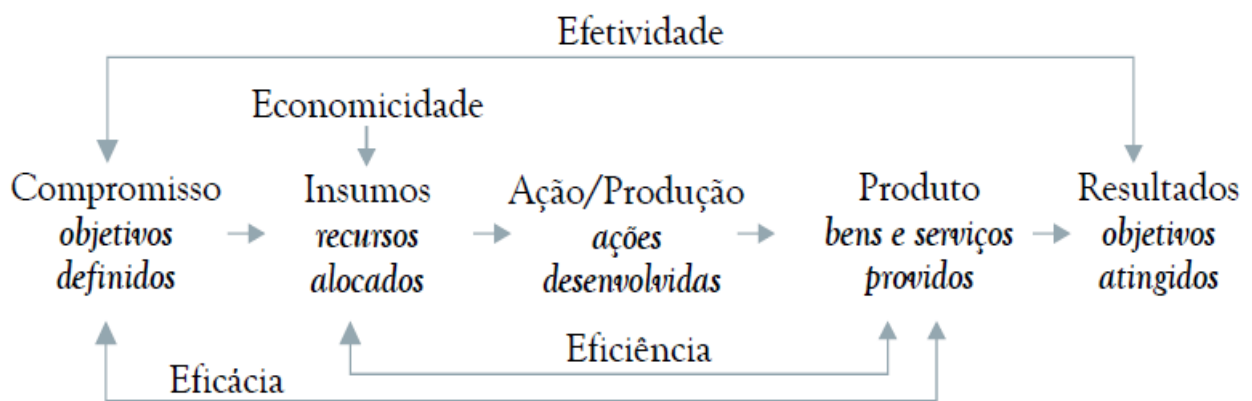 Efetividade
Economicidade
Compromisso
objetivos
definidos
Insumos
recursos
alocados
Ação/Produção
ações
desenvolvidas
Produto
bens e serviços
providos
Resultados
objetivos
atingidos
Eficiência
Eficácia